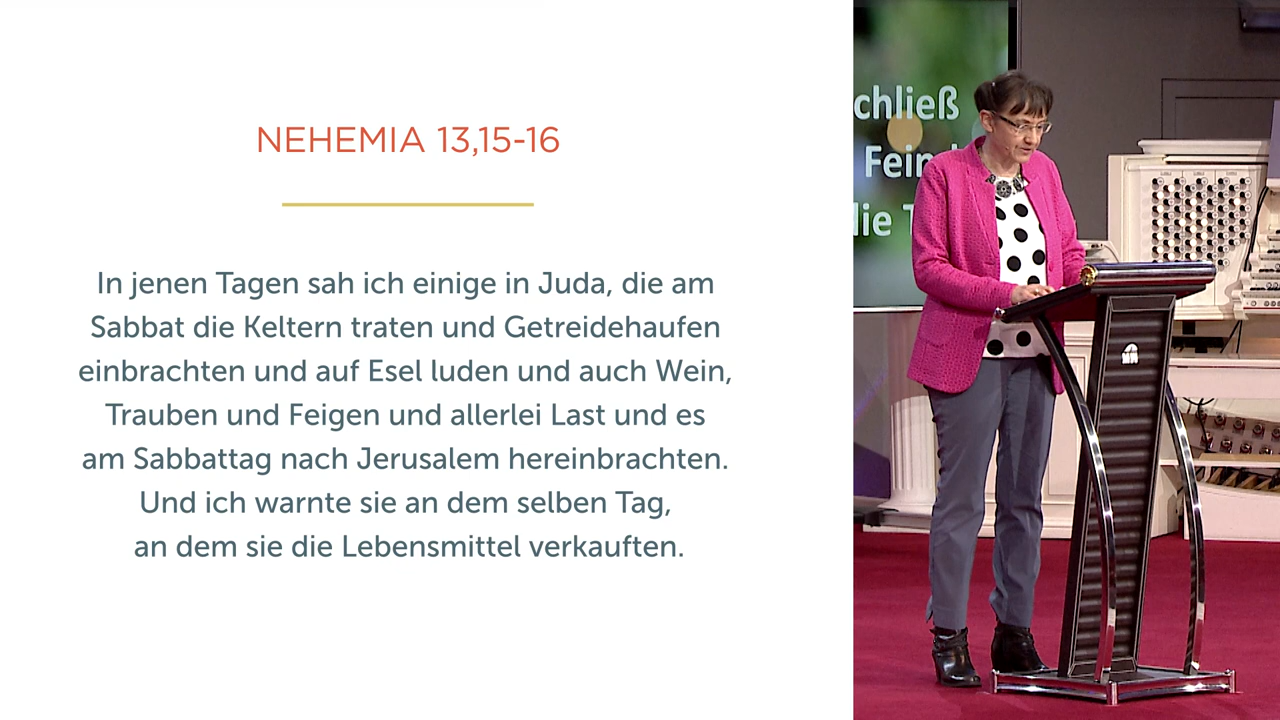 NEHEMIA 13,15-16
In jenen Tagen sah ich einige in Juda, die am
Sabbat die Keltern traten und Getreidehaufen
einbrachten und auf Esel luden und auch Wein,
Trauben und Feigen und allerlei Last und es
am Sabbattag nach Jerusalem hereinbrachten.
Und ich warnte sie an dem selben Tag,
an dem sie die Lebensmittel verkauften.
chließ
Fein
die T